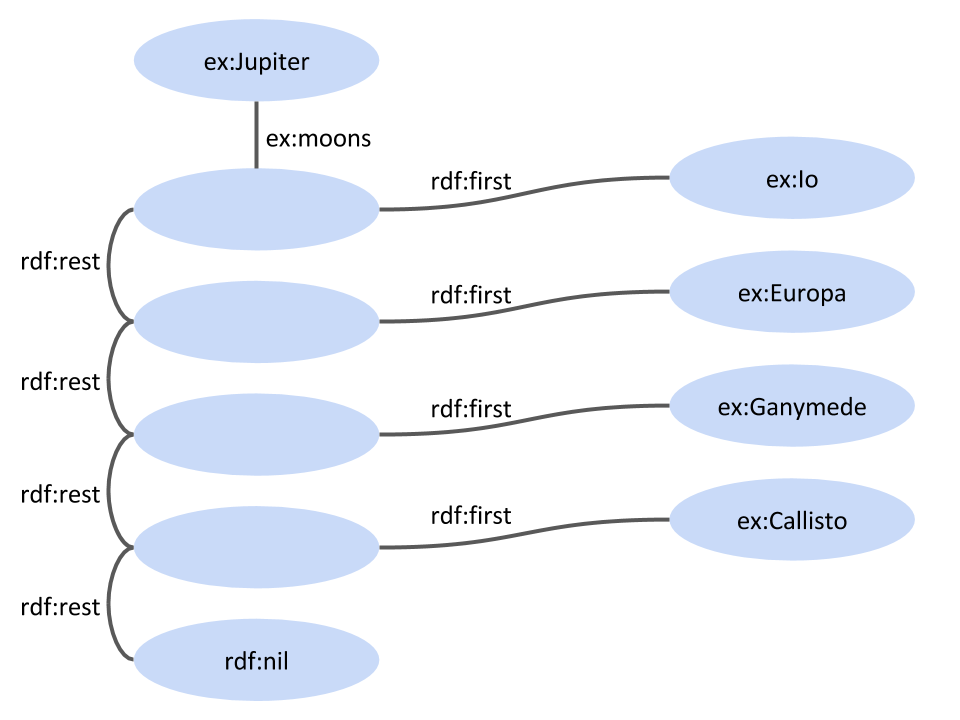 ex:Jupiter
ex:moons
rdf:first
ex:Io
rdf:rest
rdf:first
ex:Europa
rdf:rest
rdf:first
ex:Ganymede
rdf:rest
rdf:first
ex:Callisto
rdf:rest
rdf:nil